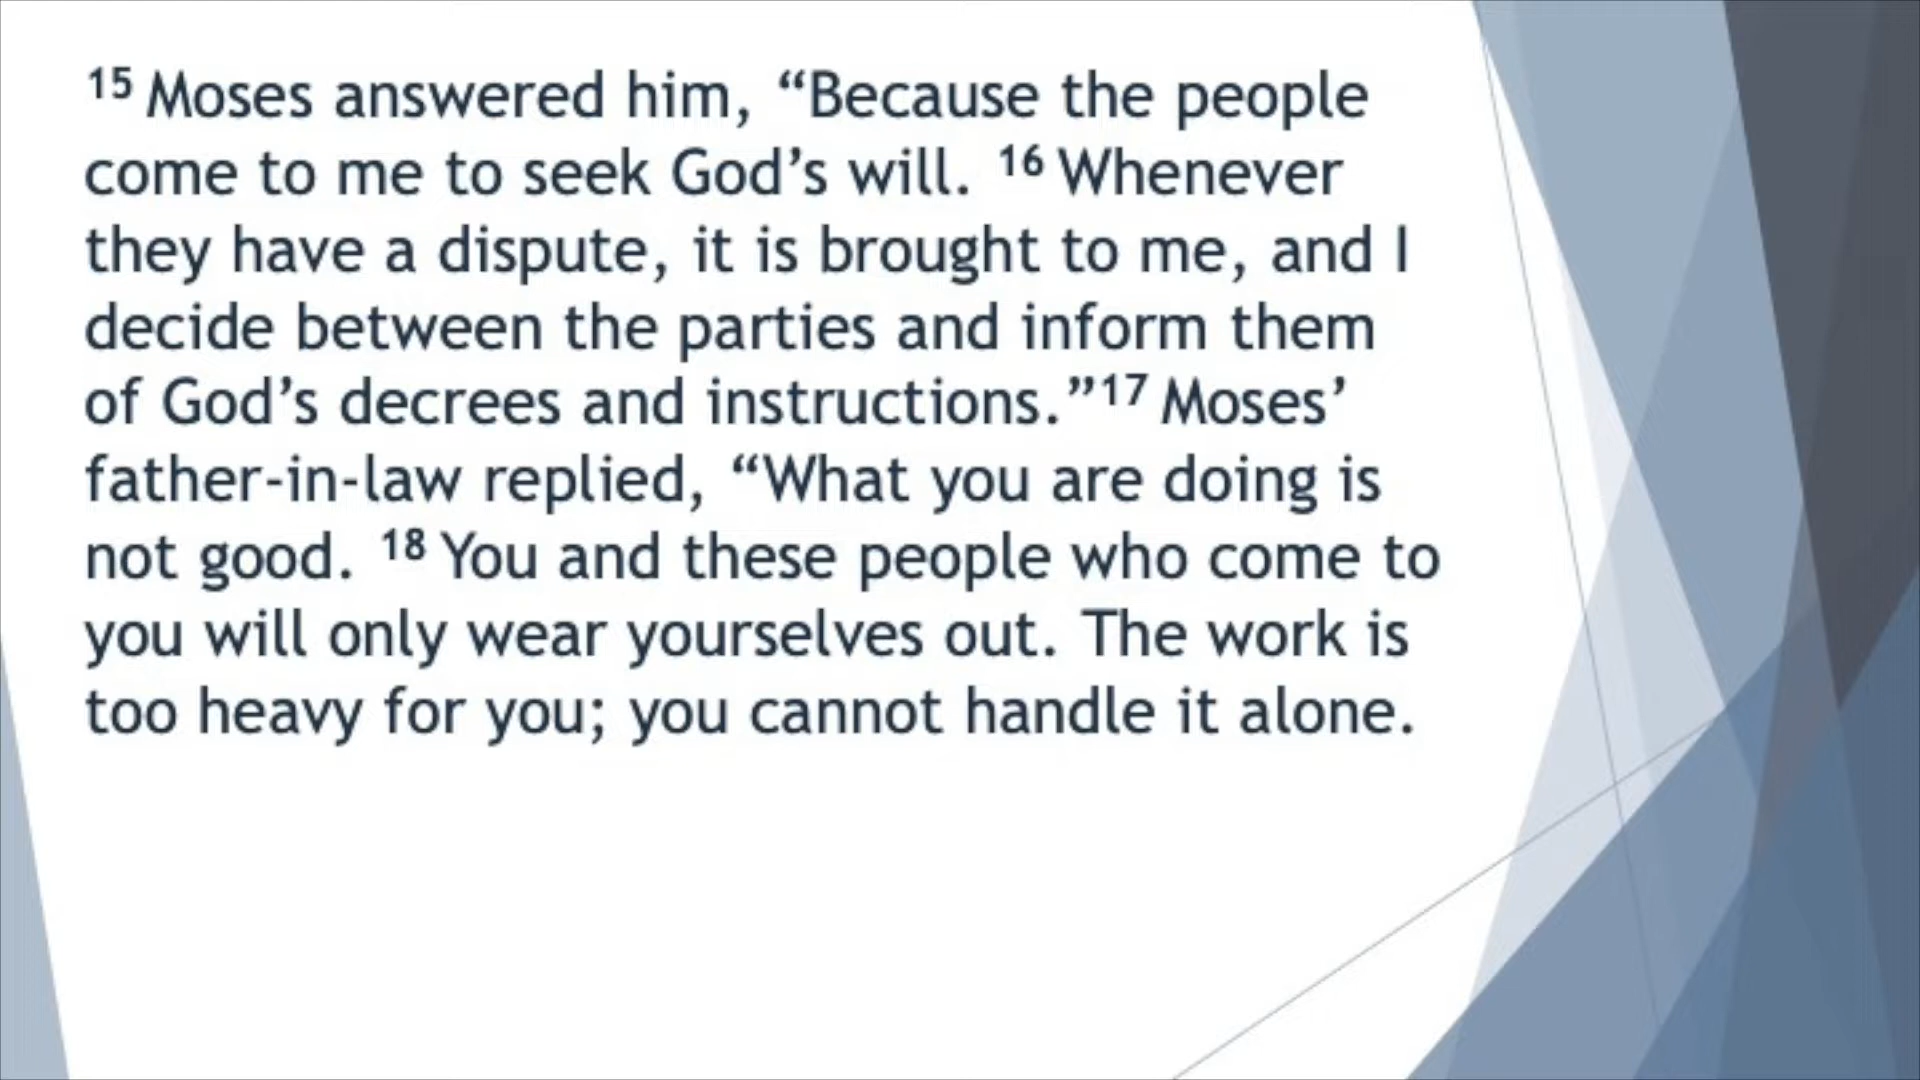 15 Moses answered him, “Because the people
come to me to seek God’s will. 16 Whenever
they have a dispute, it is brought to me, and I
decide between the parties and inform them
of God’s decrees and instructions.”17 Moses’
father-in-law replied, “What you are doing is
not good. 18 You and these people who come to
you will only wear yourselves out. The work is
too heavy for you; you cannot handle it alone.